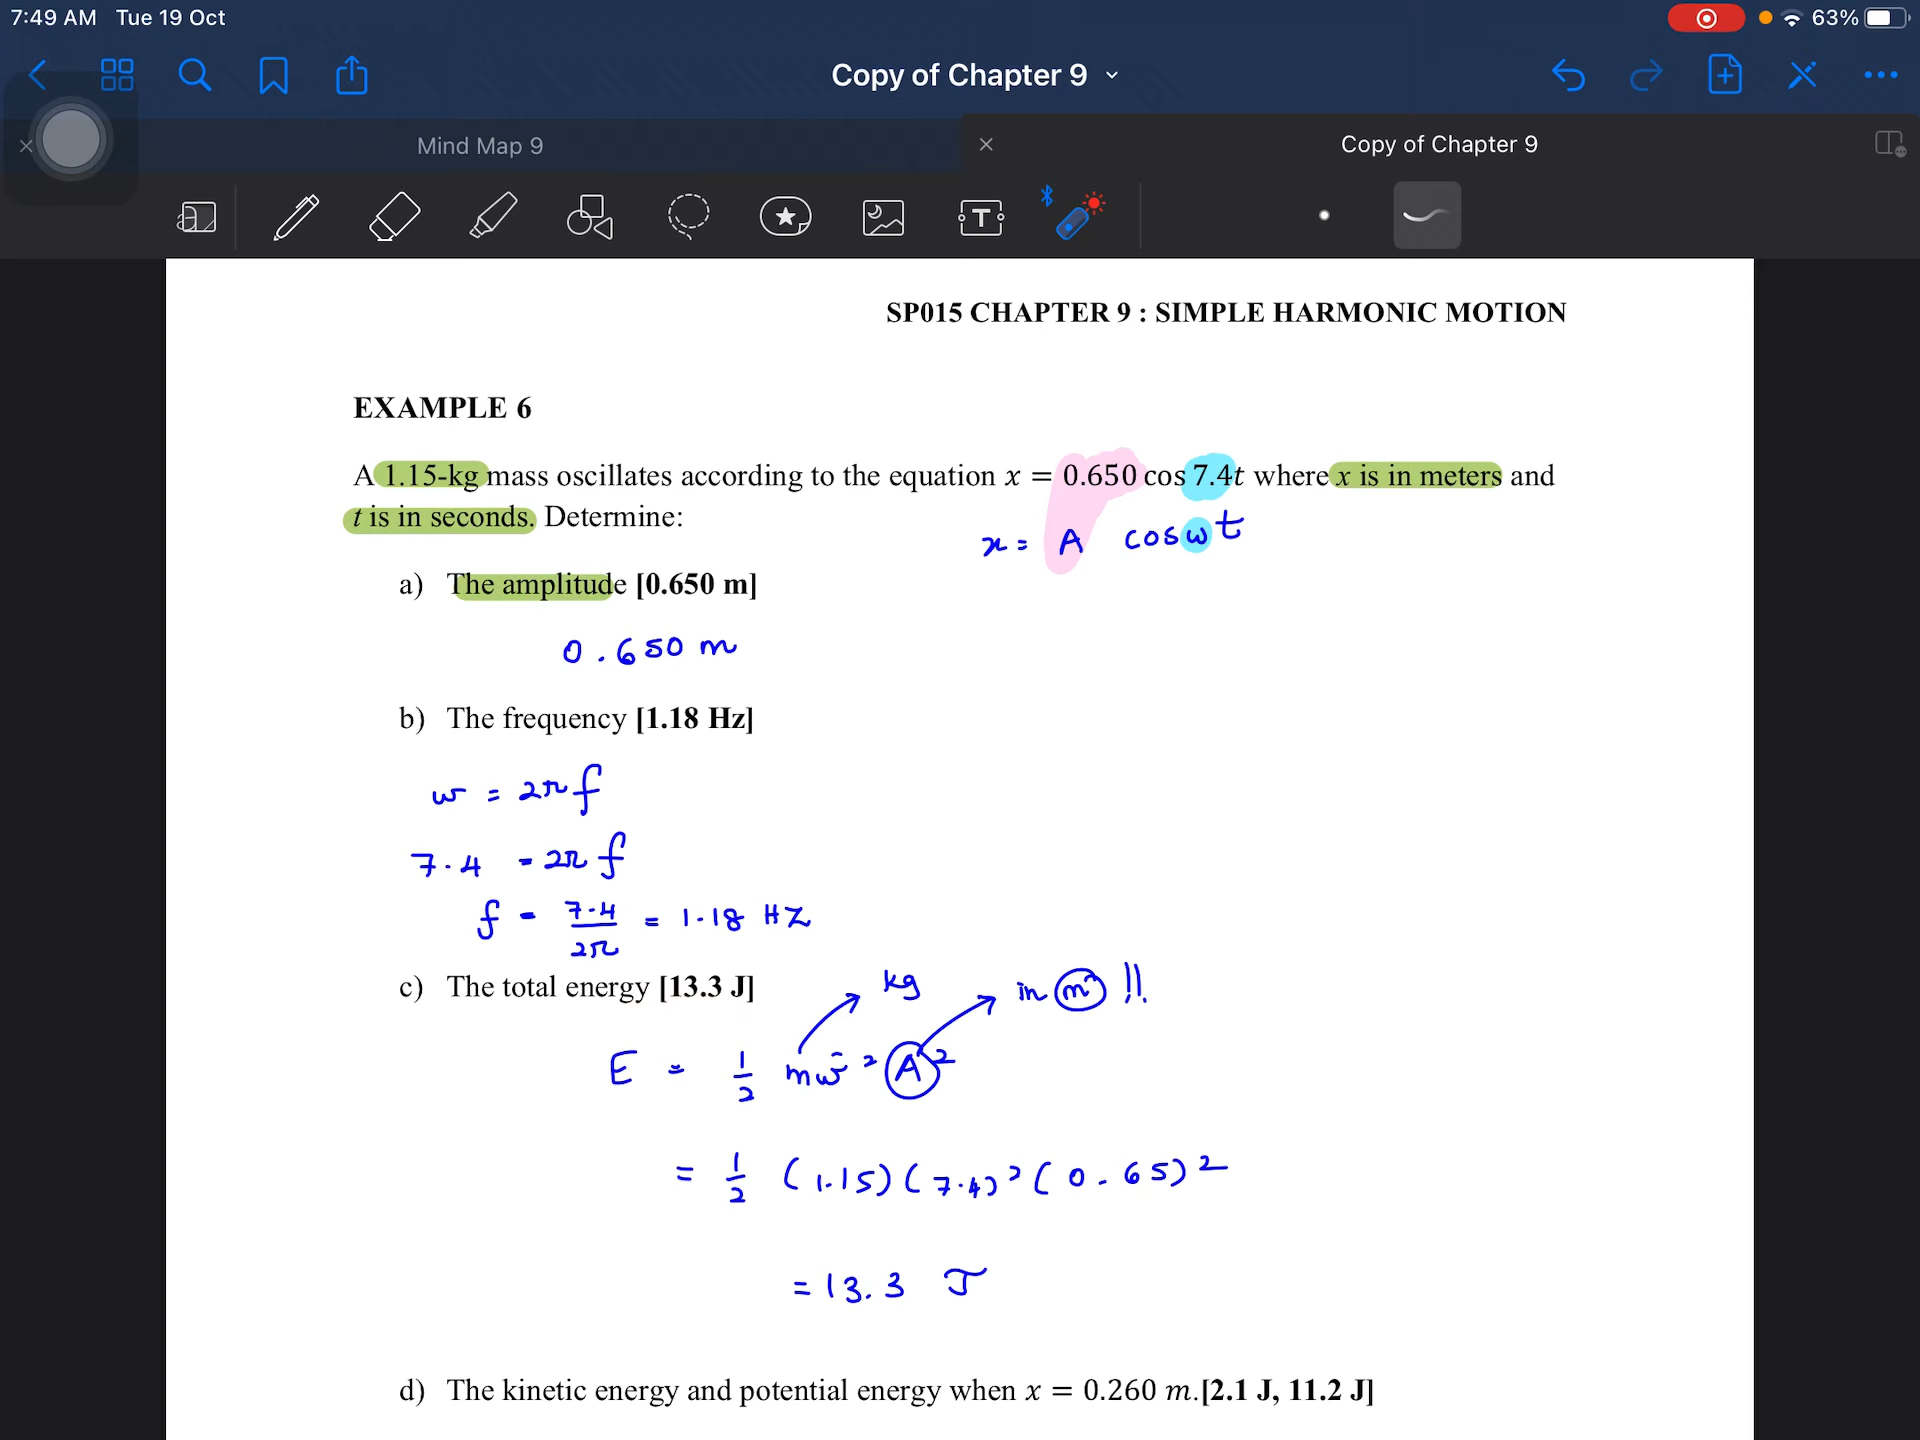 7:49 AM Tue 19 Oct
63%
Copy of Chapter 9
Mind Map 9
Copy of Chapter 9
SP015 CHAPTER 9 : SIMPLE HARMONIC MOTION
EXAMPLE 6
A 1.15-kg mass oscillates according to the equation x = 0.650 cos 7.4t where x is in meters and
t is in seconds. Determine:
x = A cos ω t
a) The amplitude [0.650 m]
0.650 m
b) The frequency [1.18 Hz]
ω = 2π f
7.4 = 2π f
f = 7.4/2π = 1.18 Hz
c) The total energy [13.3 J]
kg
in m !!
E = 1/2 mω² A²
= 1/2 (1.15)(7.4)²(0.65)²
= 13.3 J
d) The kinetic energy and potential energy when x = 0.260 m.[2.1 J, 11.2 J]